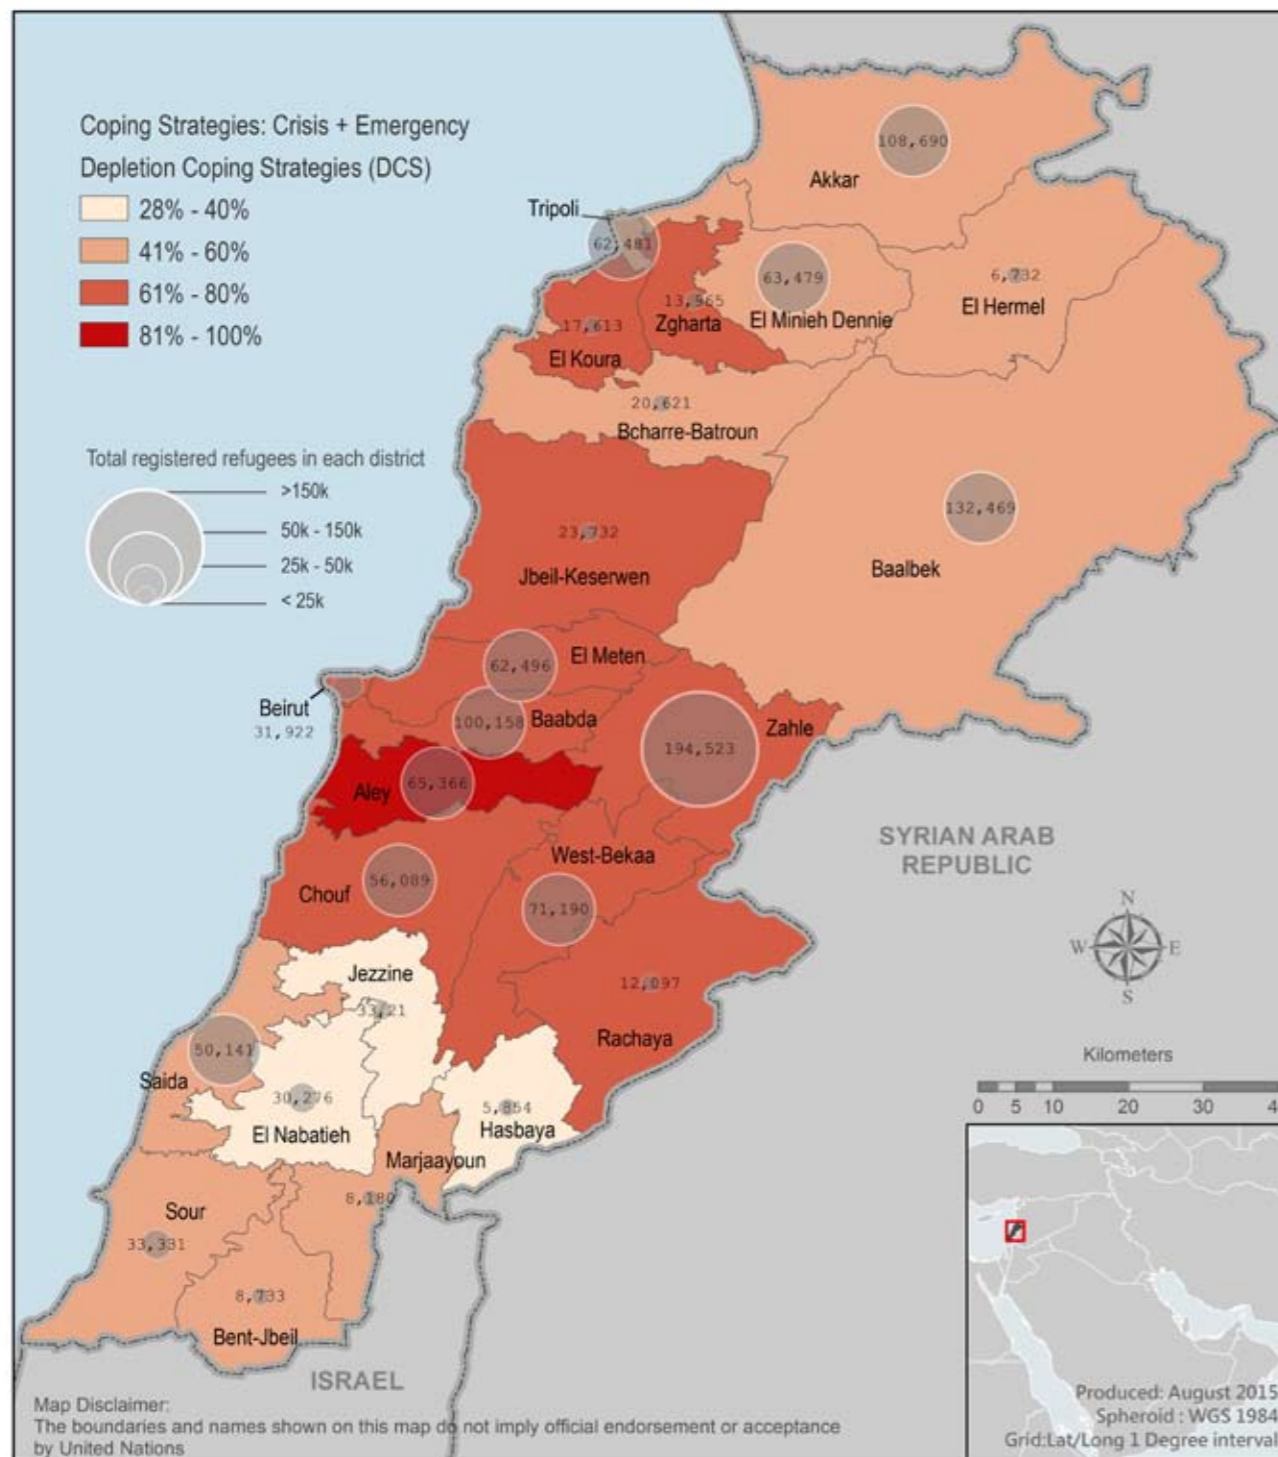 Coping Strategies: Crisis + Emergency
Depletion Coping Strategies (DCS)
28% - 40%
41% - 60%
61% - 80%
81% - 100%
Total registered refugees in each district
>150k
50k - 150k
25k - 50k
< 25k
108,690
Akkar
Tripoli
62,481
13,965
Zgharta
63,479
El Minieh Dennie
6,732
El Hermel
17,613
El Koura
20,621
Bcharre-Batroun
132,469
Baalbek
23,732
Jbeil-Keserwen
62,496
El Meten
Beirut
31,922
100,158
Baabda
194,523
Zahle
65,366
Aley
West-Bekaa
71,190
56,089
Chouf
SYRIAN ARAB
REPUBLIC
N
W
E
S
Jezzine
33,21
12,097
Rachaya
50,141
Saida
30,276
El Nabatieh
5,854
Hasbaya
Marjaayoun
8,180
Sour
33,331
8,733
Bent-Jbeil
ISRAEL
Kilometers
0 5 10 20 30 4
Map Disclaimer:
The boundaries and names shown on this map do not imply official endorsement or acceptance
by United Nations
Produced: August 2015
Spheroid : WGS 1984
Grid:Lat/Long 1 Degree interval